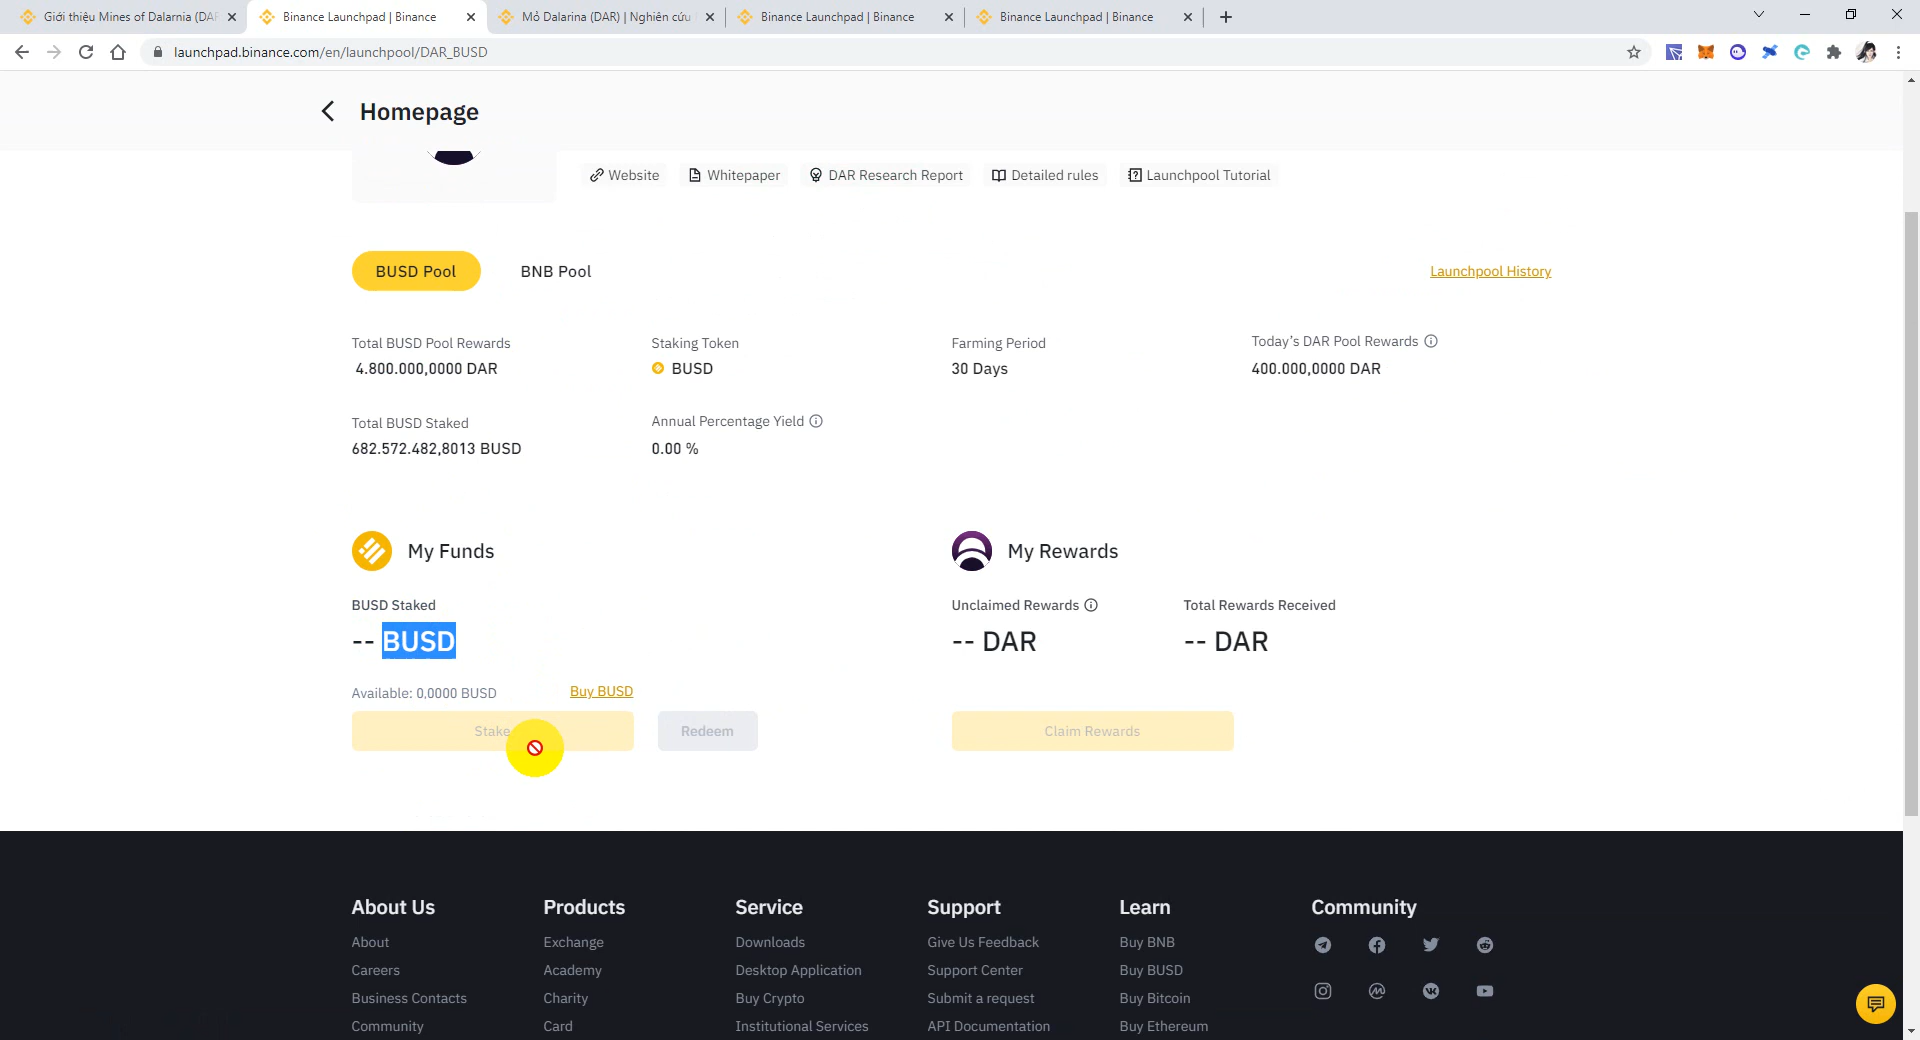 Giới thiệu Mines of Dalarnia (DAR
Binance Launchpad | Binance
Mỏ Dalarina (DAR) | Nghiên cứu
Binance Launchpad | Binance
Binance Launchpad | Binance
launchpad.binance.com/en/launchpool/DAR_BUSD
Homepage
Website
Whitepaper
DAR Research Report
Detailed rules
Launchpool Tutorial
BUSD Pool
BNB Pool
Launchpool History
Total BUSD Pool Rewards
4.800.000,0000 DAR
Staking Token
BUSD
Farming Period
30 Days
Today’s DAR Pool Rewards
400.000,0000 DAR
Total BUSD Staked
682.572.482,8013 BUSD
Annual Percentage Yield
0.00 %
My Funds
BUSD Staked
-- BUSD
Available: 0,0000 BUSD
Buy BUSD
Stake
Redeem
My Rewards
Unclaimed Rewards
-- DAR
Total Rewards Received
-- DAR
Claim Rewards
About Us
About
Careers
Business Contacts
Community
Products
Exchange
Academy
Charity
Card
Service
Downloads
Desktop Application
Buy Crypto
Institutional Services
Support
Give Us Feedback
Support Center
Submit a request
API Documentation
Learn
Buy BNB
Buy BUSD
Buy Bitcoin
Buy Ethereum
Community